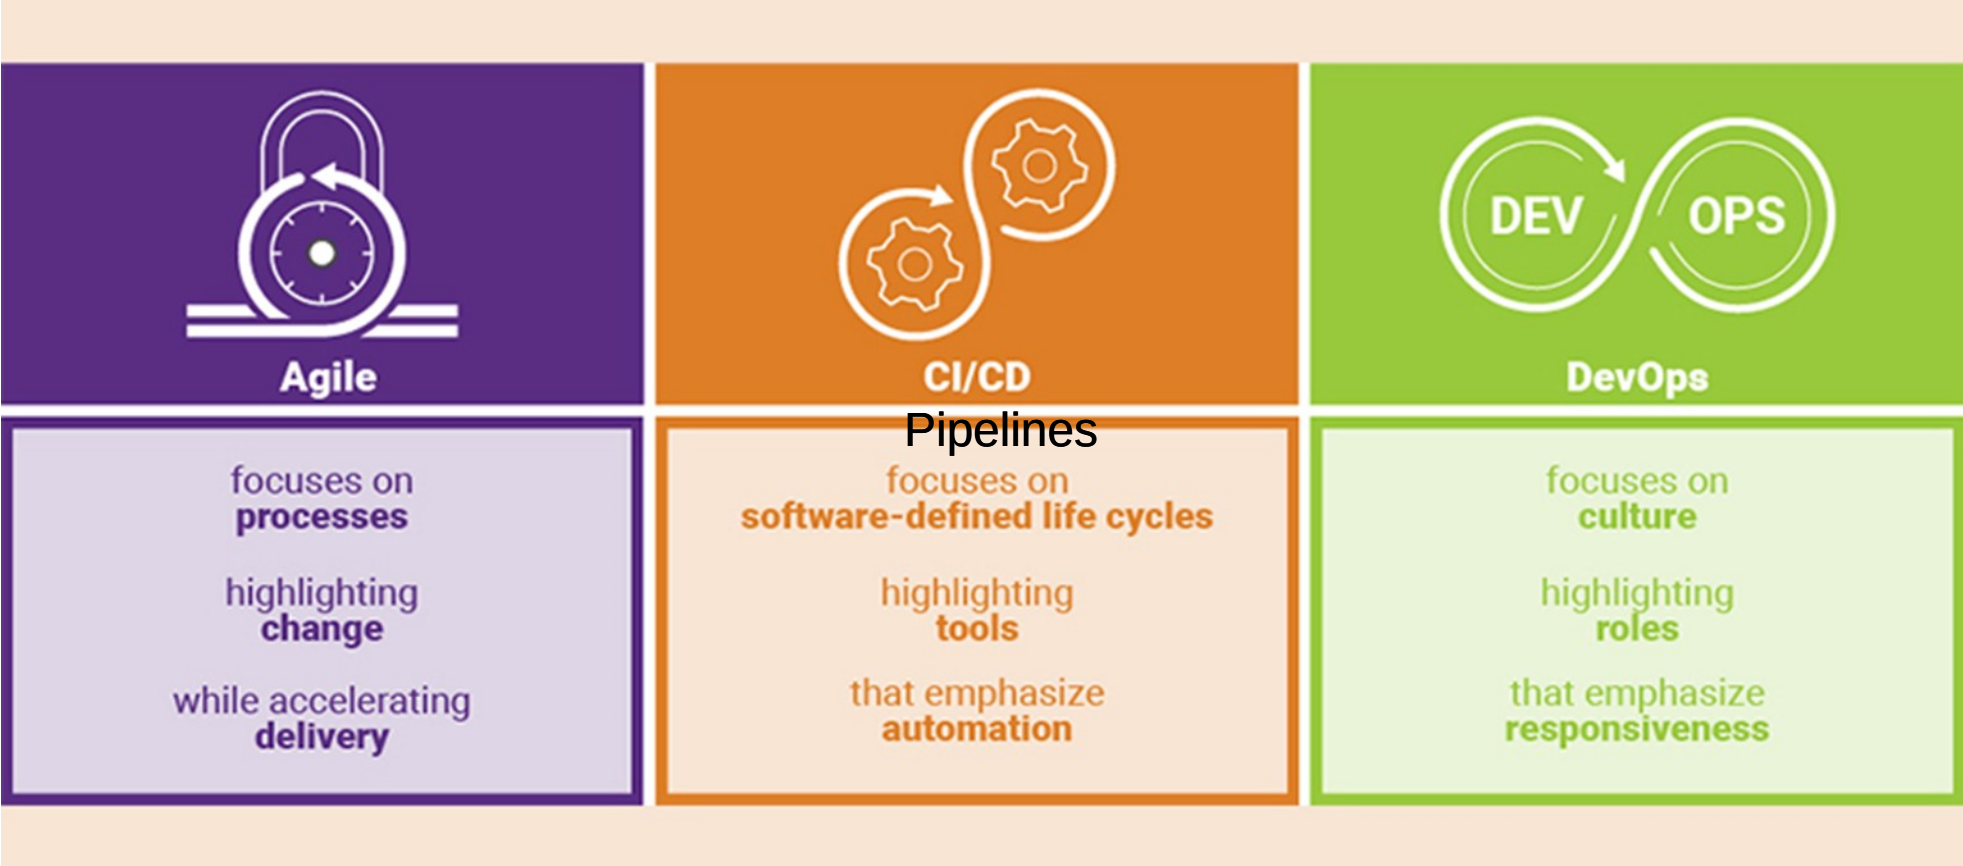 Agile
focuses on
processes
highlighting
change
while accelerating
delivery
CI/CD
Pipelines
focuses on
software-defined life cycles
highlighting
tools
that emphasize
automation
DEV OPS
DevOps
focuses on
culture
highlighting
roles
that emphasize
responsiveness